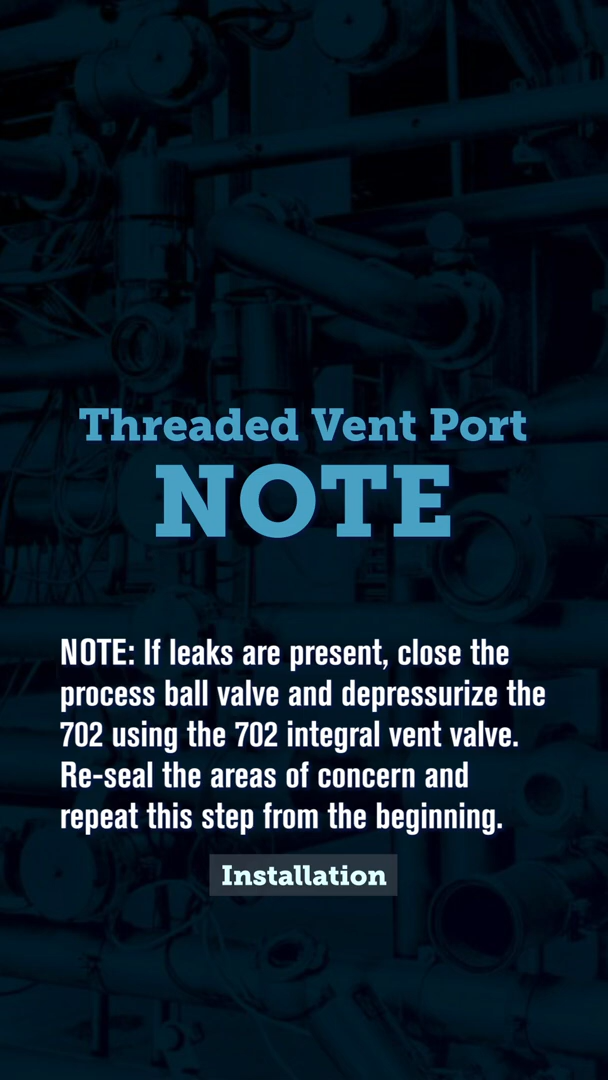 Threaded Vent Port
NOTE
NOTE: If leaks are present, close the
process ball valve and depressurize the
702 using the 702 integral vent valve.
Re-seal the areas of concern and
repeat this step from the beginning.
Installation